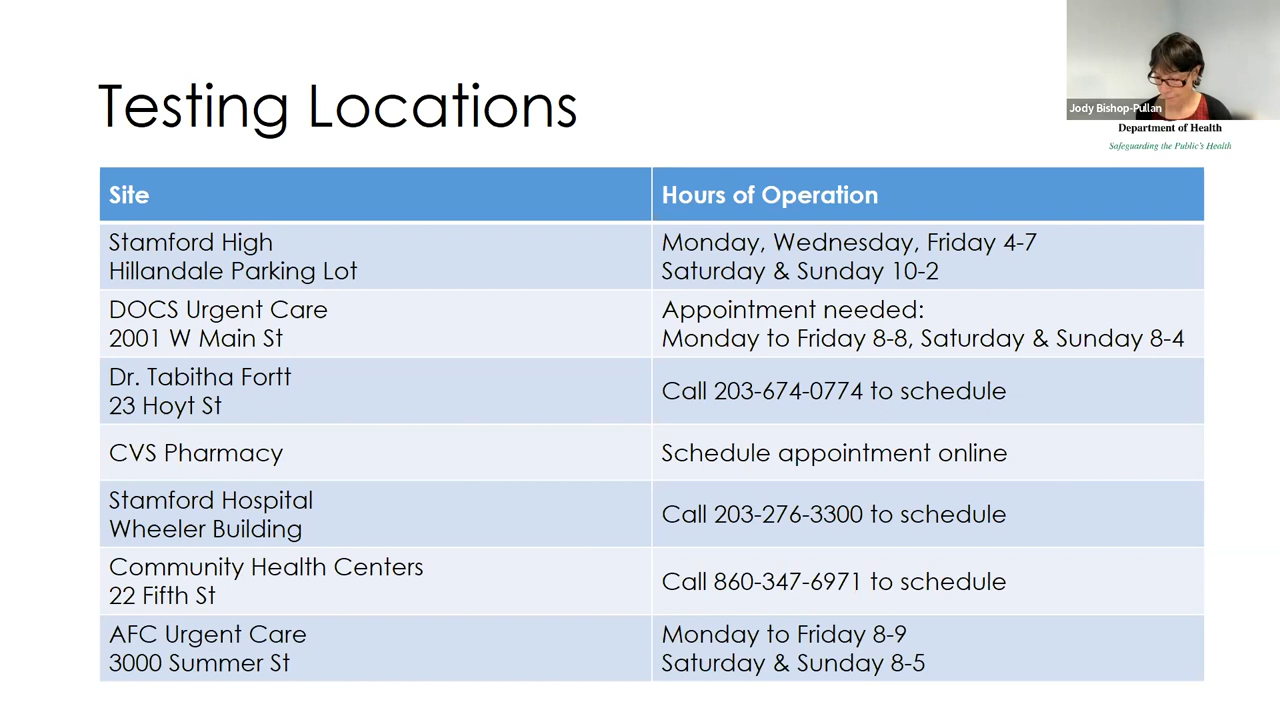 Testing Locations
Jody Bishop-Pullan
Department of Health
Safeguarding the Public's Health
Site
Hours of Operation
Stamford High
Hillandale Parking Lot
Monday, Wednesday, Friday 4-7
Saturday & Sunday 10-2
DOCS Urgent Care
2001 W Main St
Appointment needed:
Monday to Friday 8-8, Saturday & Sunday 8-4
Dr. Tabitha Fortt
23 Hoyt St
Call 203-674-0774 to schedule
CVS Pharmacy
Schedule appointment online
Stamford Hospital
Wheeler Building
Call 203-276-3300 to schedule
Community Health Centers
22 Fifth St
Call 860-347-6971 to schedule
AFC Urgent Care
3000 Summer St
Monday to Friday 8-9
Saturday & Sunday 8-5